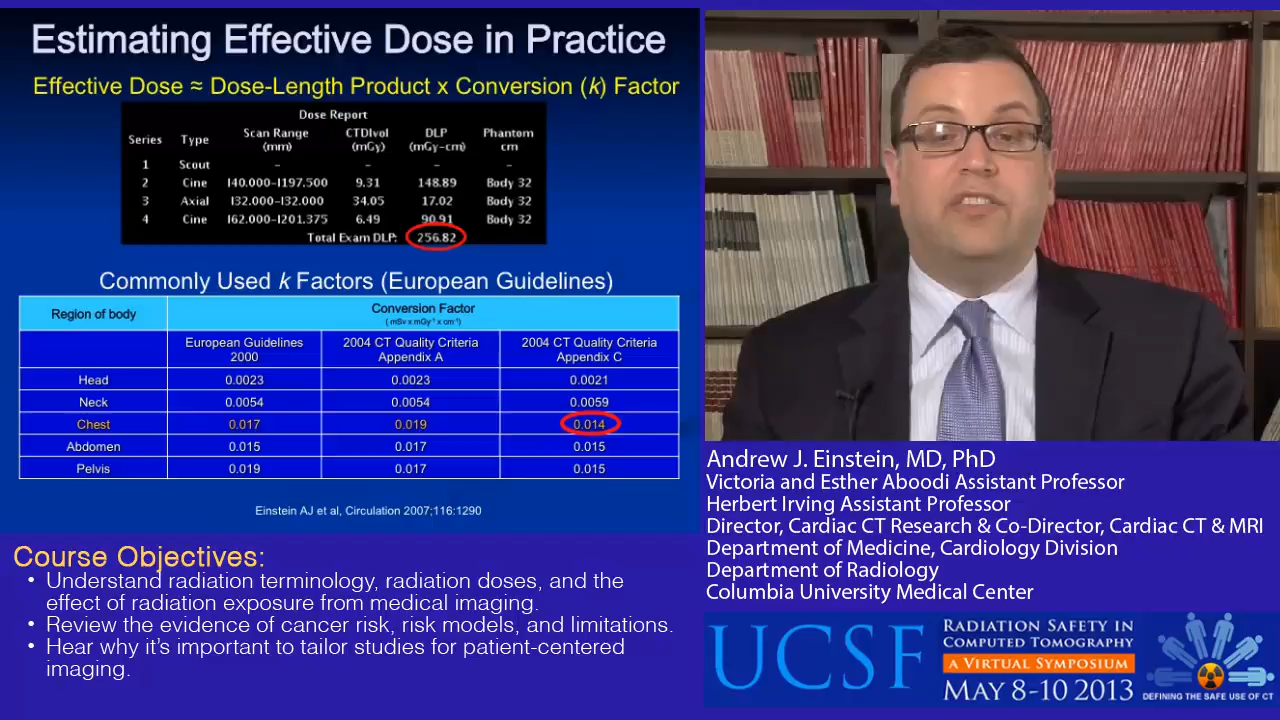 Estimating Effective Dose in Practice
Effective Dose ≈ Dose-Length Product x Conversion (k) Factor
Dose Report
Series Type Scan Range (mm) CTDIvol (mGy) DLP (mGy-cm) Phantom cm
1 Scout – – – –
2 Cine I40.000–I197.500 9.31 148.89 Body 32
3 Axial I32.000–I32.000 34.05 17.02 Body 32
4 Cine I62.000–I201.375 6.49 90.91 Body 32
Total Exam DLP: 256.82
Commonly Used k Factors (European Guidelines)
Region of body Conversion Factor
( mSv x mGy⁻¹ x cm⁻¹)
European Guidelines 2000 2004 CT Quality Criteria Appendix A 2004 CT Quality Criteria Appendix C
Head 0.0023 0.0023 0.0021
Neck 0.0054 0.0054 0.0059
Chest 0.017 0.019 0.014
Abdomen 0.015 0.017 0.015
Pelvis 0.019 0.017 0.015
Einstein AJ et al, Circulation 2007;116:1290
Course Objectives:
• Understand radiation terminology, radiation doses, and the
effect of radiation exposure from medical imaging.
• Review the evidence of cancer risk, risk models, and limitations.
• Hear why it's important to tailor studies for patient-centered
imaging.
Andrew J. Einstein, MD, PhD
Victoria and Esther Aboodi Assistant Professor
Herbert Irving Assistant Professor
Director, Cardiac CT Research & Co-Director, Cardiac CT & MRI
Department of Medicine, Cardiology Division
Department of Radiology
Columbia University Medical Center
UCSF
Radiation Safety in
Computed Tomography
a Virtual Symposium
May 8-10 2013
Defining the Safe Use of CT